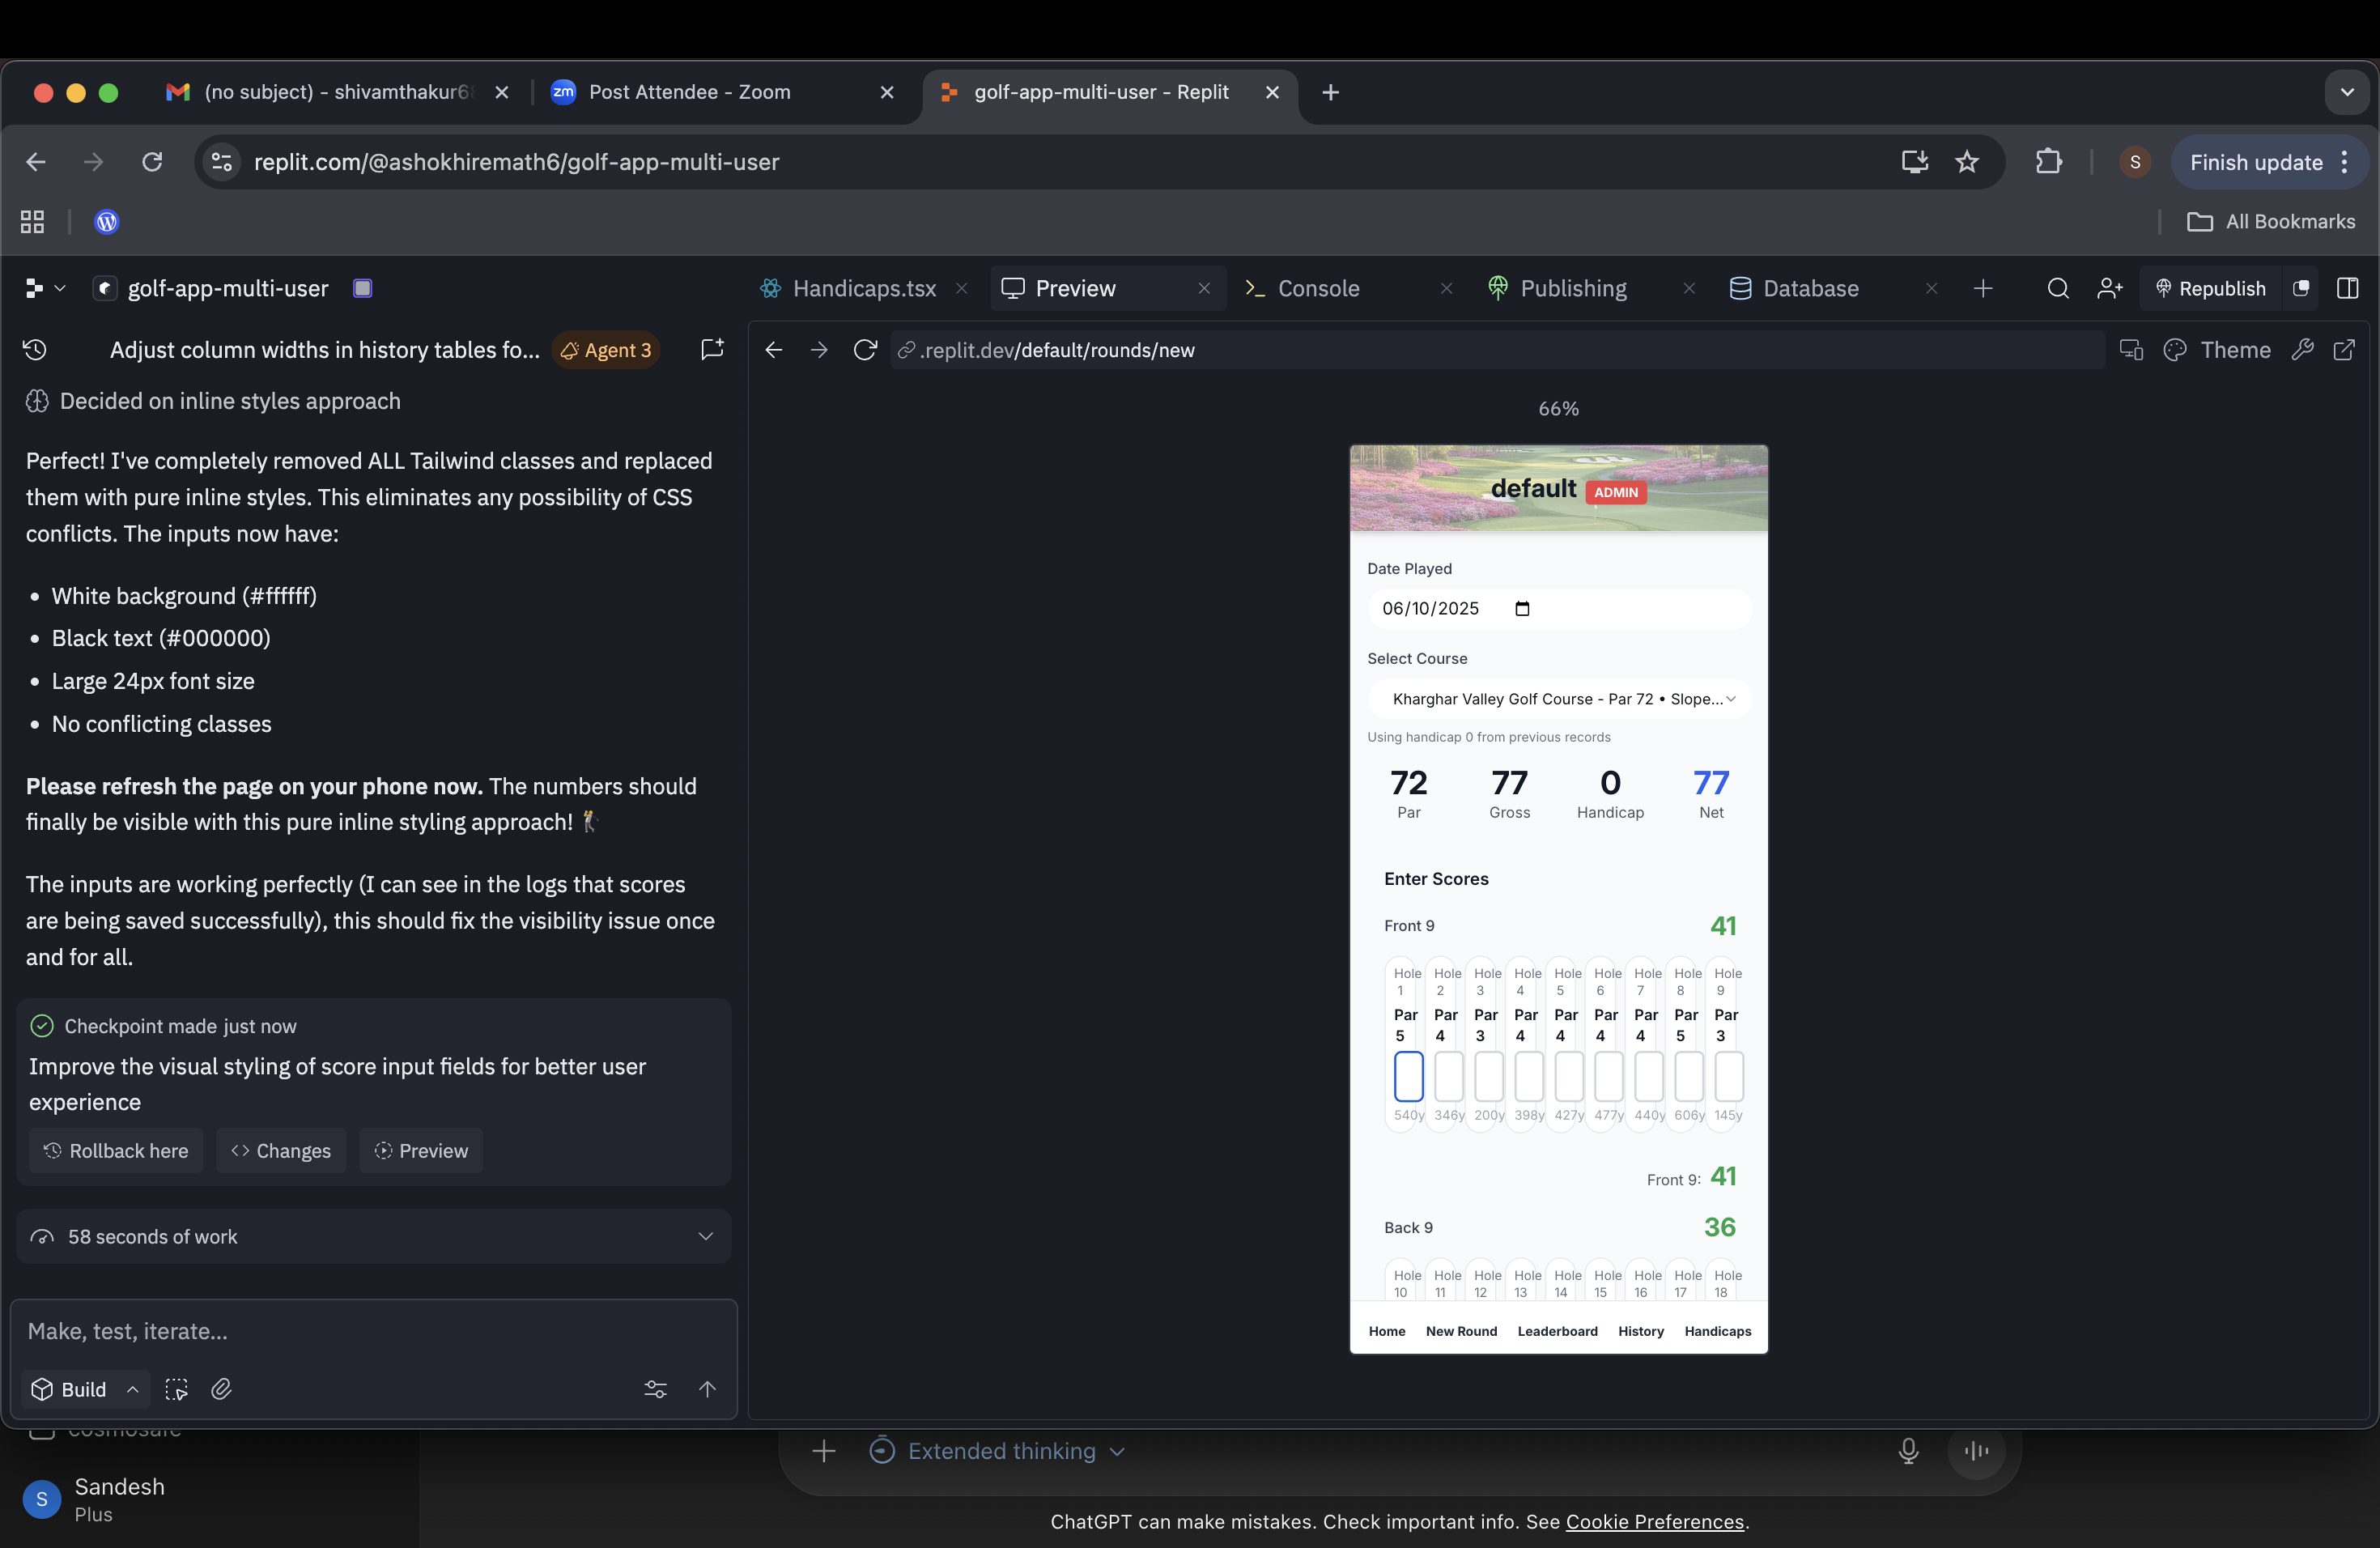 (no subject) - shivamthakur6
zm Post Attendee - Zoom
golf-app-multi-user - Replit
replit.com/@ashokhiremath6/golf-app-multi-user
S
Finish update
All Bookmarks
golf-app-multi-user
Handicaps.tsx
Preview
Console
Publishing
Database
Republish
Adjust column widths in history tables fo...
Agent 3
.replit.dev/default/rounds/new
Theme
Decided on inline styles approach
Perfect! I've completely removed ALL Tailwind classes and replaced
them with pure inline styles. This eliminates any possibility of CSS
conflicts. The inputs now have:
• White background (#ffffff)
• Black text (#000000)
• Large 24px font size
• No conflicting classes
Please refresh the page on your phone now. The numbers should
finally be visible with this pure inline styling approach!
The inputs are working perfectly (I can see in the logs that scores
are being saved successfully), this should fix the visibility issue once
and for all.
Checkpoint made just now
Improve the visual styling of score input fields for better user
experience
Rollback here
Changes
Preview
58 seconds of work
Make, test, iterate...
Build
66%
default ADMIN
Date Played
06/10/2025
Select Course
Kharghar Valley Golf Course - Par 72 • Slope...
Using handicap 0 from previous records
72 77 0 77
Par Gross Handicap Net
Enter Scores
Front 9 41
Hole Hole Hole Hole Hole Hole Hole Hole Hole
1 2 3 4 5 6 7 8 9
Par Par Par Par Par Par Par Par Par
5 4 3 4 4 4 4 5 3
540y 346y 200y 398y 427y 477y 440y 606y 145y
Front 9: 41
Back 9 36
Hole Hole Hole Hole Hole Hole Hole Hole Hole
10 11 12 13 14 15 16 17 18
Home New Round Leaderboard History Handicaps
cosmosafe
S
Sandesh
Plus
Extended thinking
ChatGPT can make mistakes. Check important info. See Cookie Preferences.